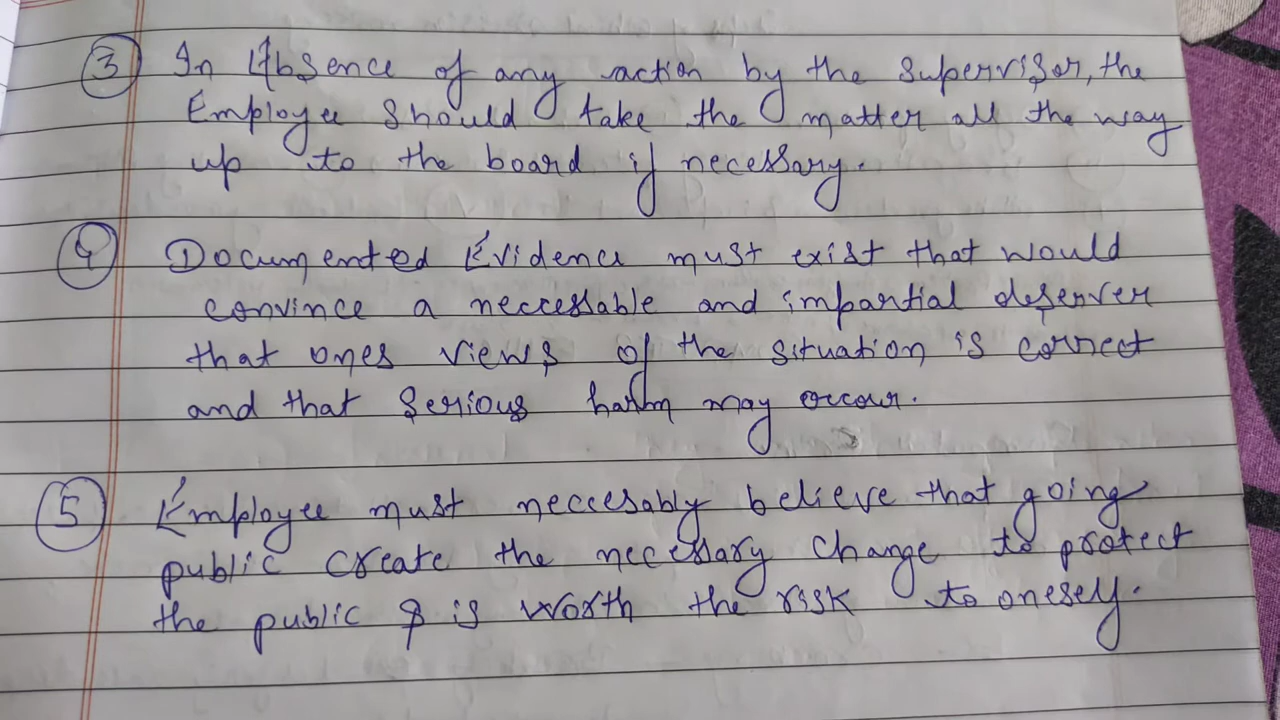 ③ In Absence of any action by the Supervisor, the
Employee Should take the matter all the way
up to the board if necessary.
④ Documented Evidence must exist that would
convince a neccessable and impartial deserver
that ones views of the situation is correct
and that Serious harm may occour.
⑤ Employee must neccesably believe that going
public create the necessary change to protect
the public & is worth the risk to oneself.